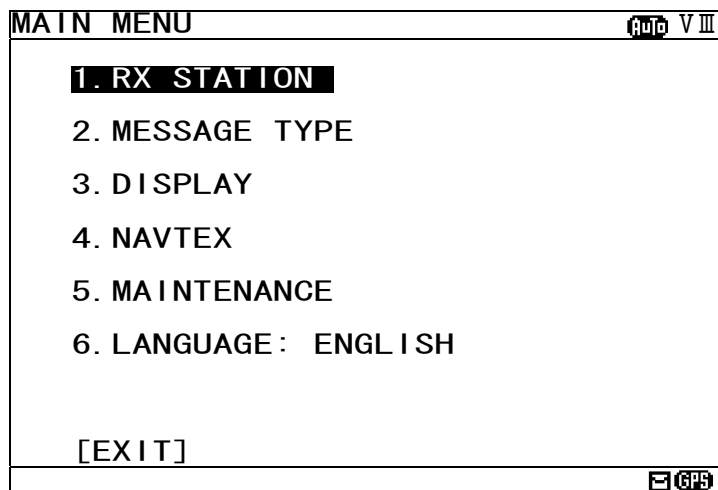 MAIN MENU Auto V III
1. RX STATION
2. MESSAGE TYPE
3. DISPLAY
4. NAVTEX
5. MAINTENANCE
6. LANGUAGE: ENGLISH
[EXIT]
GPS